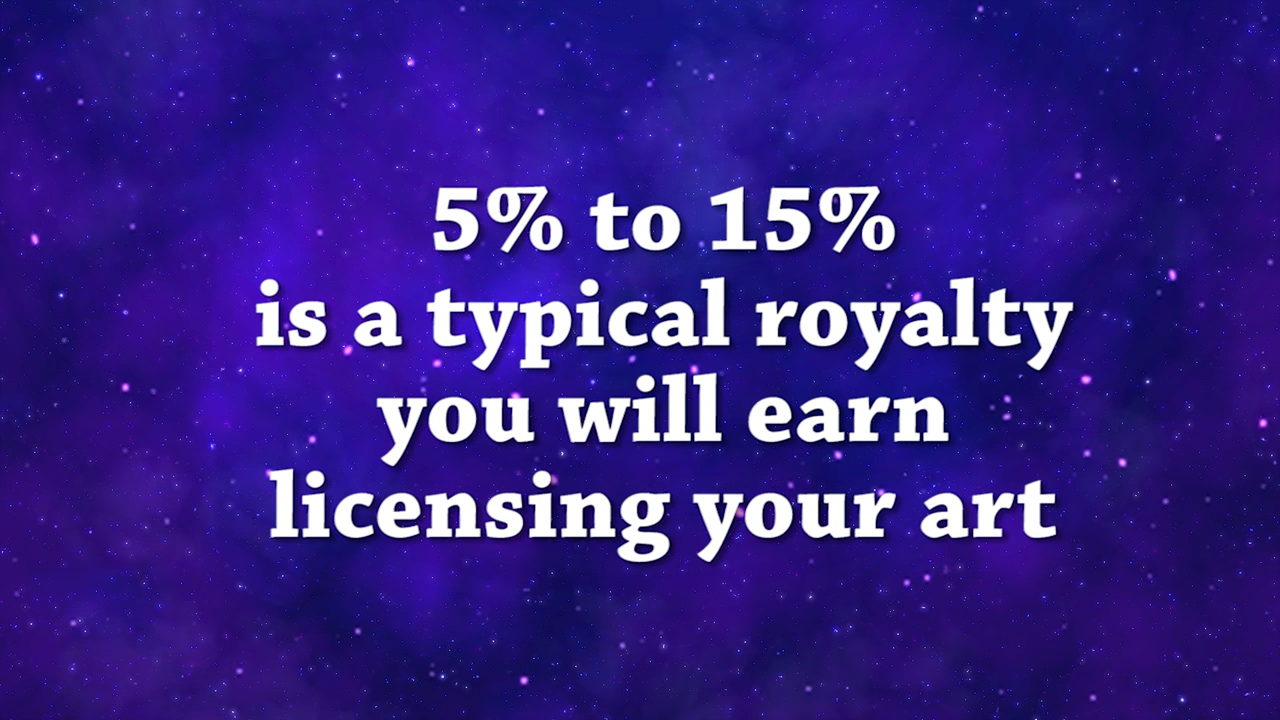 5% to 15%
is a typical royalty
you will earn
licensing your art